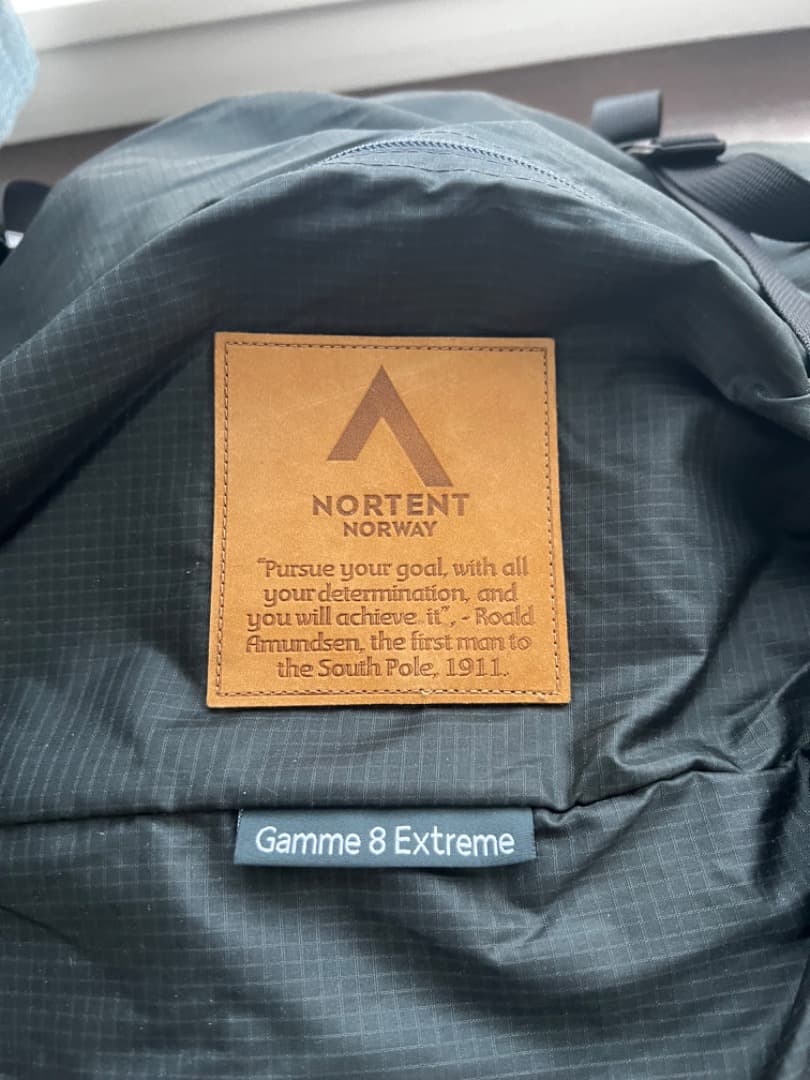 NORTENT
NORWAY
"Pursue your goal, with all
your determination, and
you will achieve it", - Roald
Amundsen, the first man to
the South Pole, 1911.
Gamme 8 Extreme